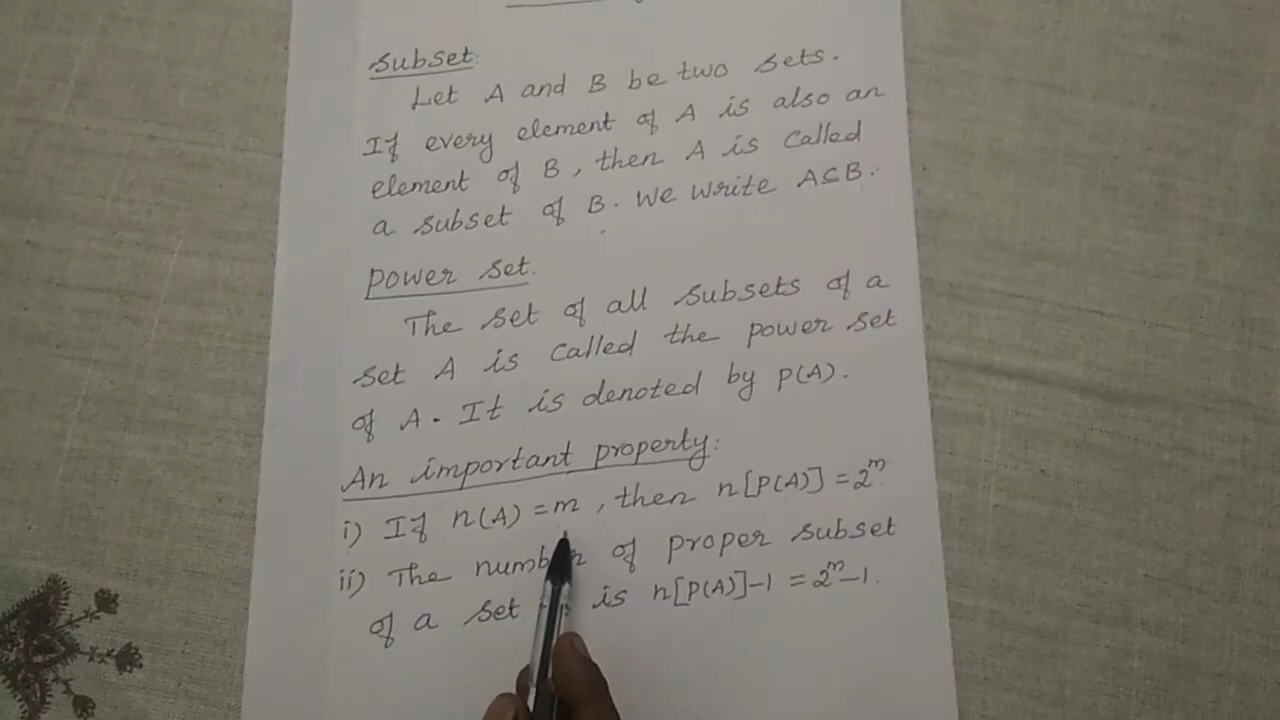 Subset:
Let A and B be two sets.
If every element of A is also an
element of B, then A is called
a subset of B. We write A⊆B.
Power set.
The set of all subsets of a
set A is called the power set
of A. It is denoted by P(A).
An important property:
i) If n(A) = m, then n[P(A)] = 2^m
ii) The number of proper subset
of a set is n[P(A)]-1 = 2^m-1.